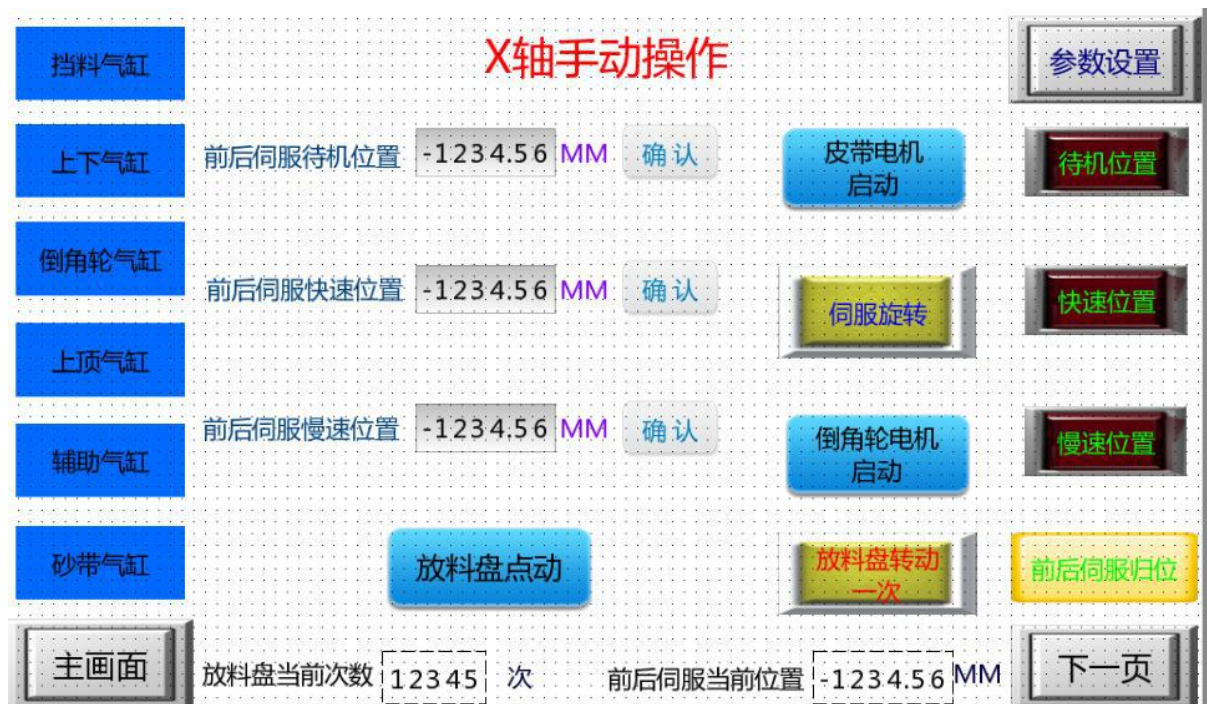 挡料气缸
X轴手动操作
参数设置
上下气缸
前后伺服待机位置 -1234.56 MM 确认
皮带电机
启动
待机位置
倒角轮气缸
前后伺服快速位置 -1234.56 MM 确认
伺服旋转
快速位置
上顶气缸
前后伺服慢速位置 -1234.56 MM 确认
倒角轮电机
启动
慢速位置
辅助气缸
砂带气缸
放料盘点动
放料盘转动
一次
前后伺服归位
主画面
放料盘当前次数 12345 次
前后伺服当前位置 -1234.56 MM
下一页